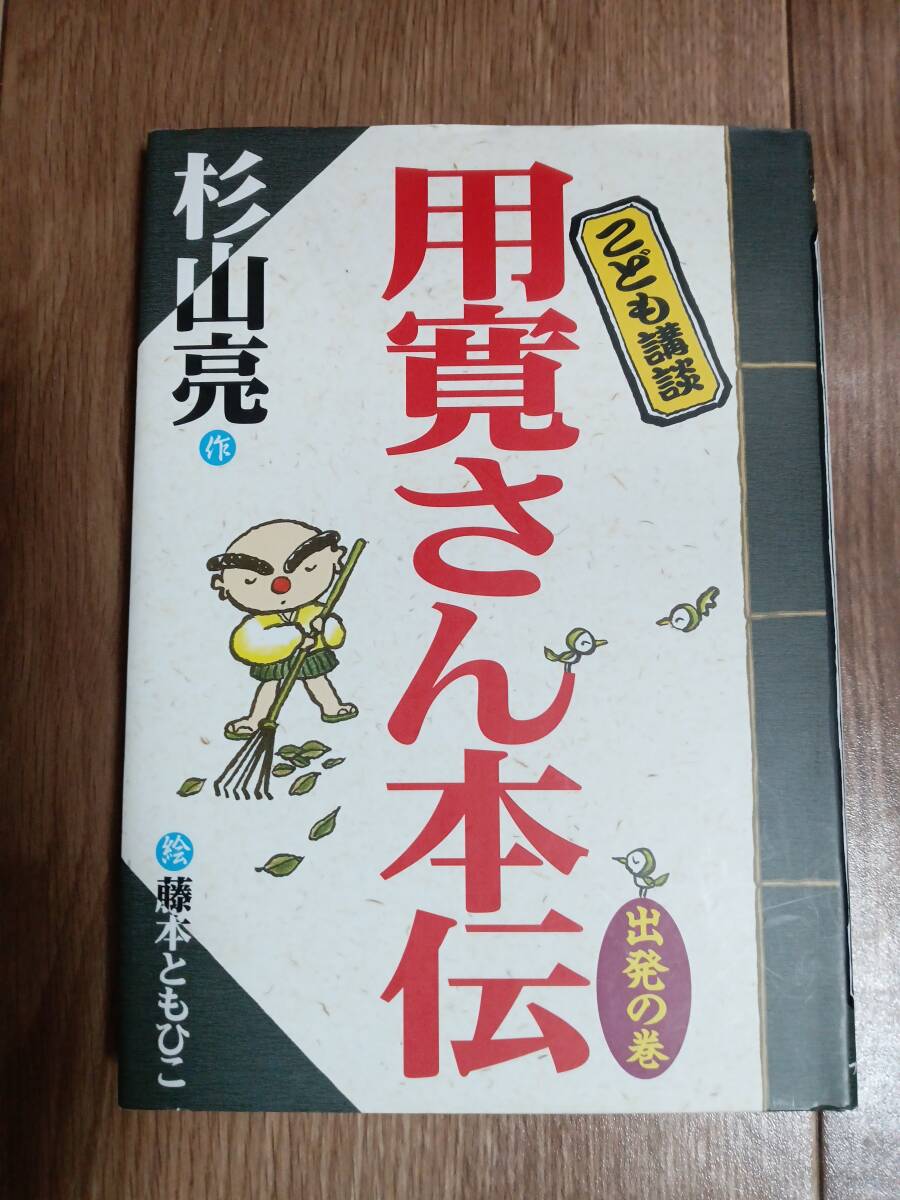 こども講談
用寛さん本伝
出発の巻
杉山亮
作
絵
藤本ともひこ